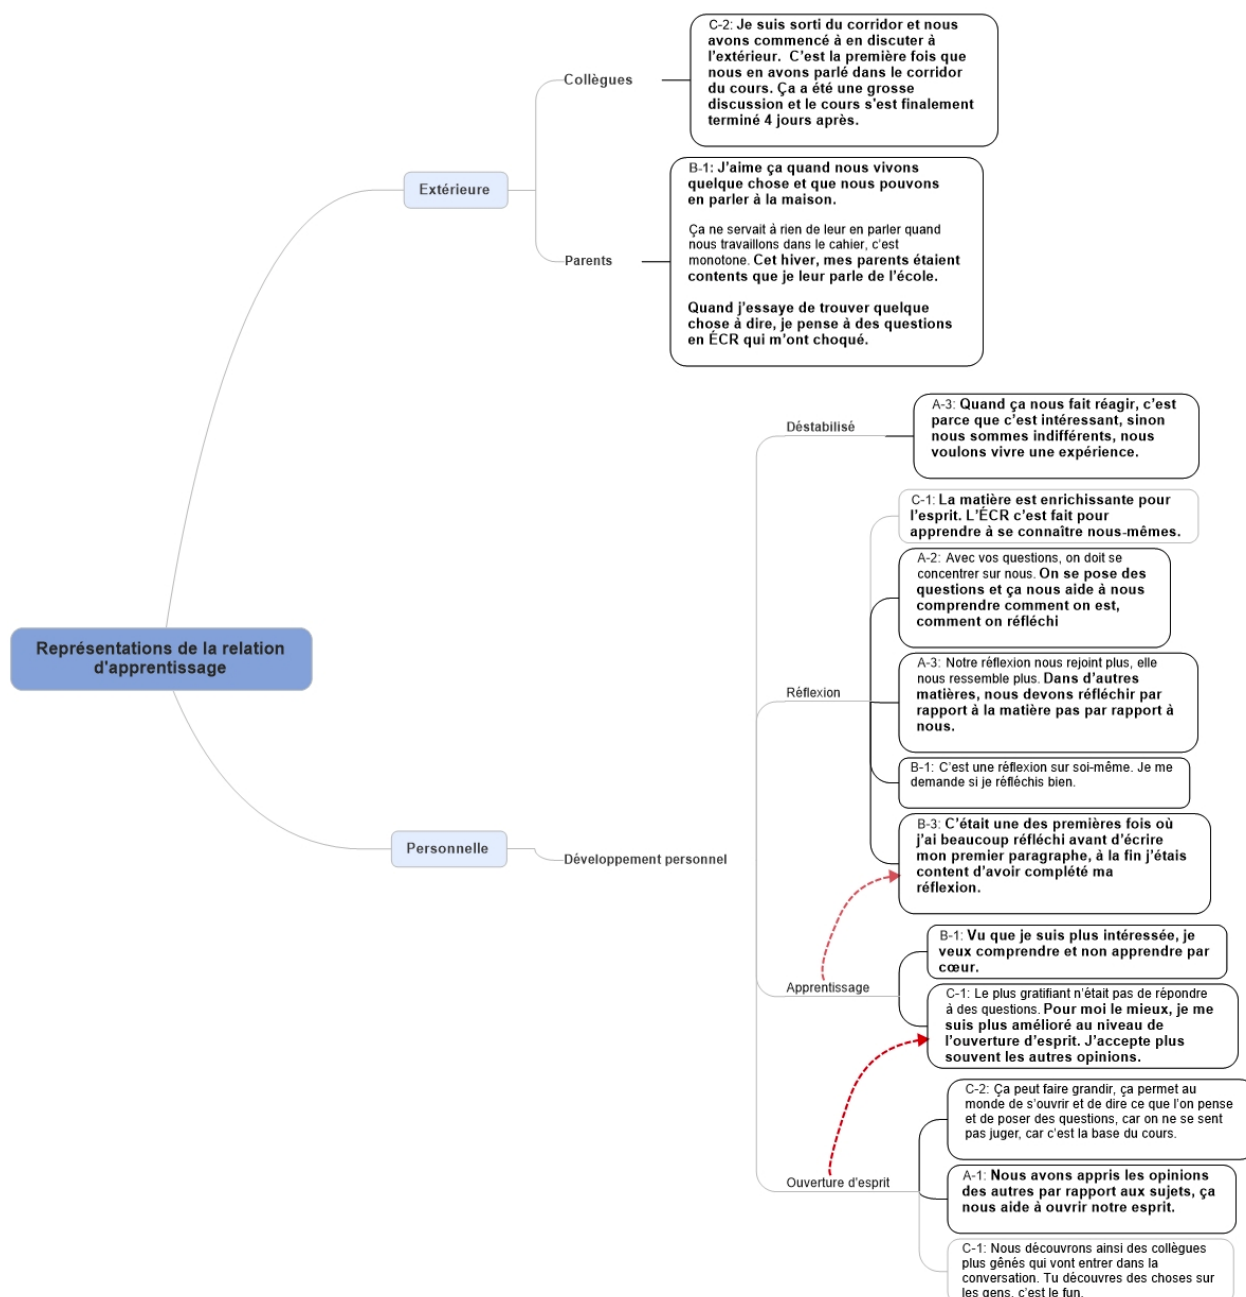 C-2: Je suis sorti du corridor et nous
avons commencé à en discuter à
l'extérieur.  C'est la première fois que
nous en avons parlé dans le corridor
du cours. Ça a été une grosse
discussion et le cours s'est finalement
terminé 4 jours après.
Collègues
Extérieure
B-1: J'aime ça quand nous vivons
quelque chose et que nous pouvons
en parler à la maison.
Ça ne servait à rien de leur en parler quand
nous travaillons dans le cahier, c'est
monotone. Cet hiver, mes parents étaient
contents que je leur parle de l'école.
Quand j'essaye de trouver quelque
chose à dire, je pense à des questions
en ÉCR qui m'ont choqué.
Parents
Représentations de la relation
d'apprentissage
Personnelle
Développement personnel
Déstabilisé
A-3: Quand ça nous fait réagir, c'est
parce que c'est intéressant, sinon
nous sommes indifférents, nous
voulons vivre une expérience.
Réflexion
C-1: La matière est enrichissante pour
l'esprit. L'ÉCR c'est fait pour
apprendre à se connaître nous-mêmes.
A-2: Avec vos questions, on doit se
concentrer sur nous. On se pose des
questions et ça nous aide à nous
comprendre comment on est,
comment on réfléchi
A-3: Notre réflexion nous rejoint plus, elle
nous ressemble plus. Dans d'autres
matières, nous devons réfléchir par
rapport à la matière pas par rapport à
nous.
B-1: C'est une réflexion sur soi-même. Je me
demande si je réfléchis bien.
B-3: C'était une des premières fois où
j'ai beaucoup réfléchi avant d'écrire
mon premier paragraphe, à la fin j'étais
content d'avoir complété ma
réflexion.
Apprentissage
B-1: Vu que je suis plus intéressée, je
veux comprendre et non apprendre par
cœur.
C-1: Le plus gratifiant n'était pas de répondre
à des questions. Pour moi le mieux, je me
suis plus amélioré au niveau de
l'ouverture d'esprit. J'accepte plus
souvent les autres opinions.
Ouverture d'esprit
C-2: Ça peut faire grandir, ça permet au
monde de s'ouvrir et de dire ce que l'on pense
et de poser des questions, car on ne se sent
pas juger, car c'est la base du cours.
A-1: Nous avons appris les opinions
des autres par rapport aux sujets, ça
nous aide à ouvrir notre esprit.
C-1: Nous découvrons ainsi des collègues
plus gênés qui vont entrer dans la
conversation. Tu découvres des choses sur
les gens, c'est le fun.